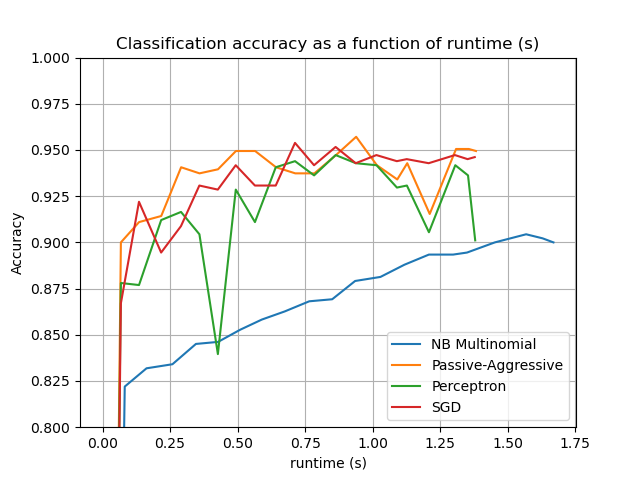 Classification accuracy as a function of runtime (s)
1.000
0.975
0.950
0.925
0.900
0.875
0.850
0.825
0.800
Accuracy
NB Multinomial
Passive-Aggressive
Perceptron
SGD
0.00 0.25 0.50 0.75 1.00 1.25 1.50 1.75
runtime (s)